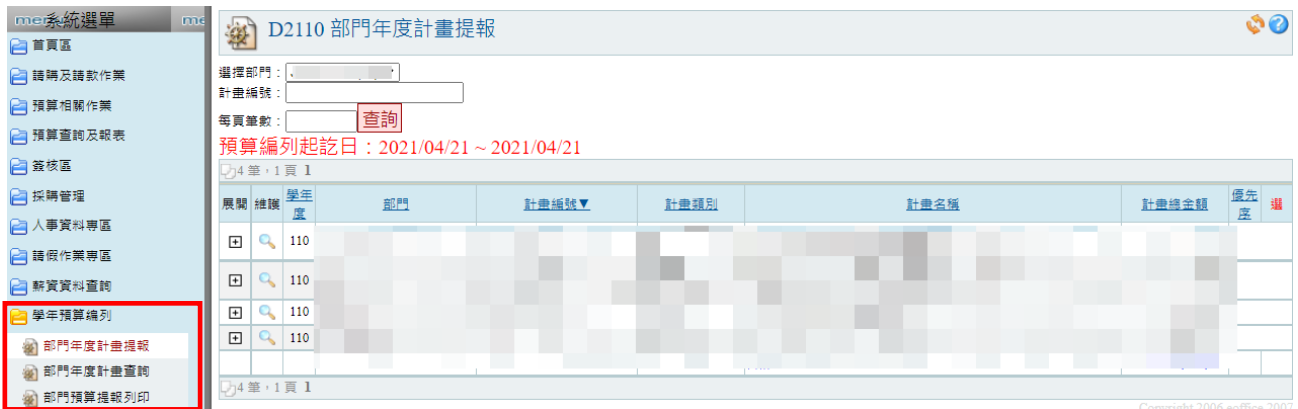 系統選單
首頁區
請購及請款作業
預算相關作業
預算查詢及報表
簽核區
採購管理
人事資料專區
請假作業專區
薪資資料查詢
學年預算編列
部門年度計畫提報
部門年度計畫查詢
部門預算提報列印
D2110 部門年度計畫提報
選擇部門：
計畫編號：
每頁筆數： 查詢
預算編列起訖日：2021/04/21 ~ 2021/04/21
4 筆，1 頁 1
展開 維護 學年度 部門 計畫編號▼ 計畫類別 計畫名稱 計畫總金額 優先序 選
110
110
110
110
4 筆，1 頁 1
Copyright 2006 eoffice 2007